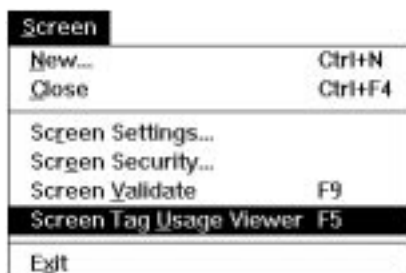 Screen
New... Ctrl+N
Close Ctrl+F4
Screen Settings...
Screen Security...
Screen Validate F9
Screen Tag Usage Viewer F5
Exit